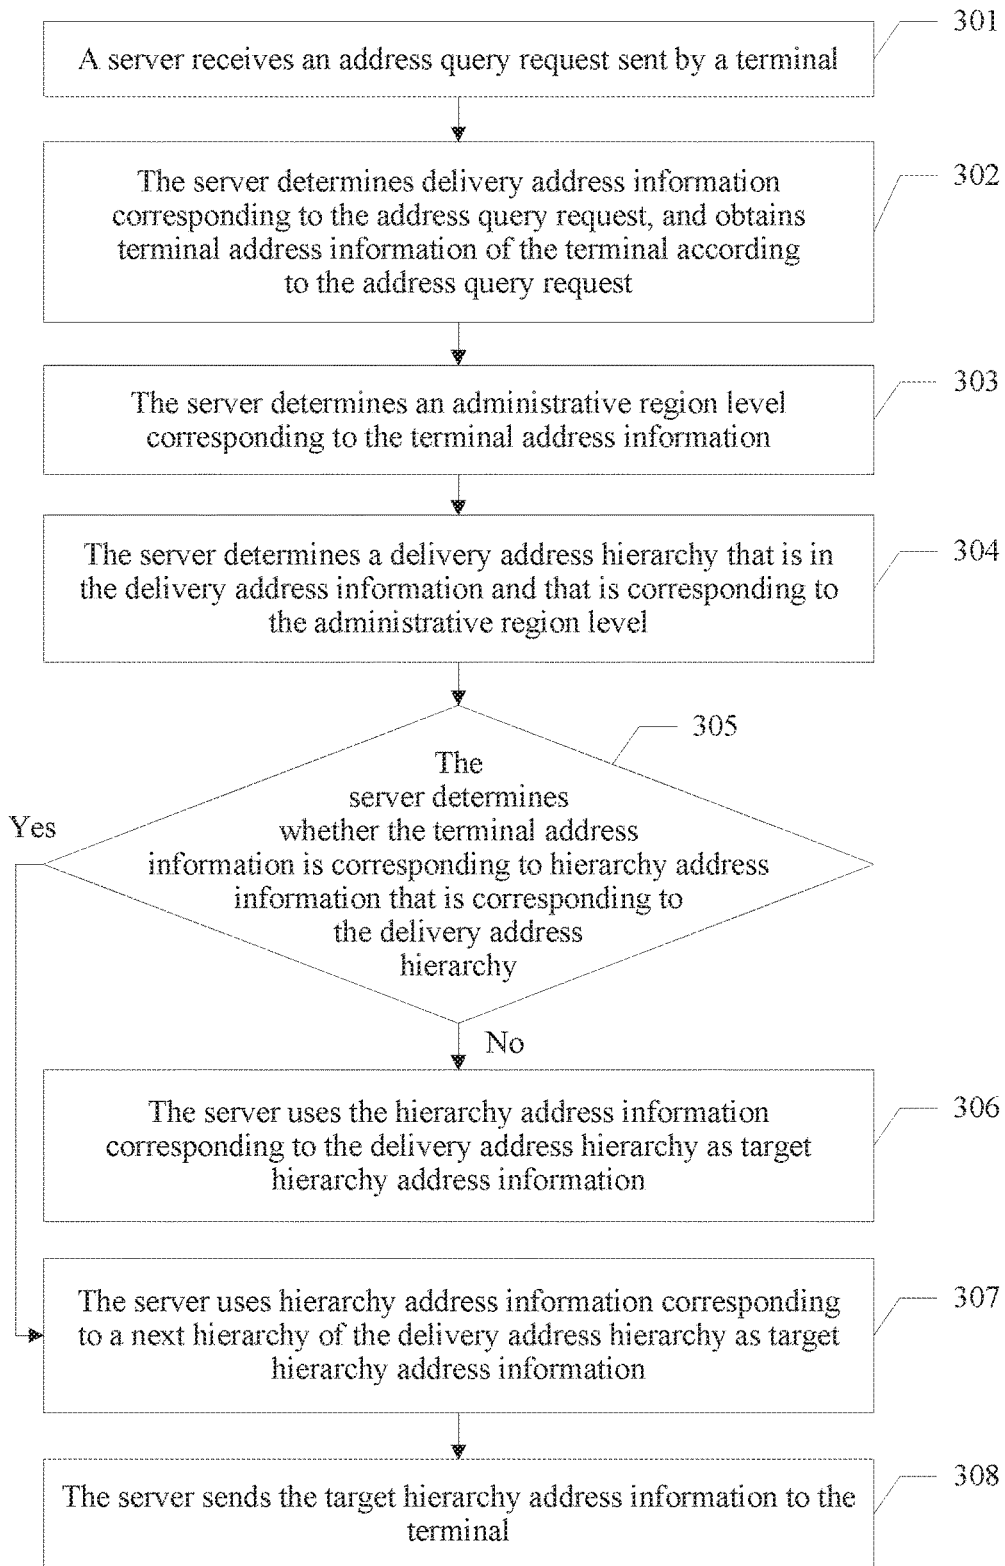 301
A server receives an address query request sent by a terminal
302
The server determines delivery address information
corresponding to the address query request, and obtains
terminal address information of the terminal according
to the address query request
303
The server determines an administrative region level
corresponding to the terminal address information
304
The server determines a delivery address hierarchy that is in
the delivery address information and that is corresponding to
the administrative region level
305
The
server determines
whether the terminal address
information is corresponding to hierarchy address
information that is corresponding to
the delivery address
hierarchy
Yes
No
306
The server uses the hierarchy address information
corresponding to the delivery address hierarchy as target
hierarchy address information
307
The server uses hierarchy address information corresponding
to a next hierarchy of the delivery address hierarchy as target
hierarchy address information
308
The server sends the target hierarchy address information to the
terminal